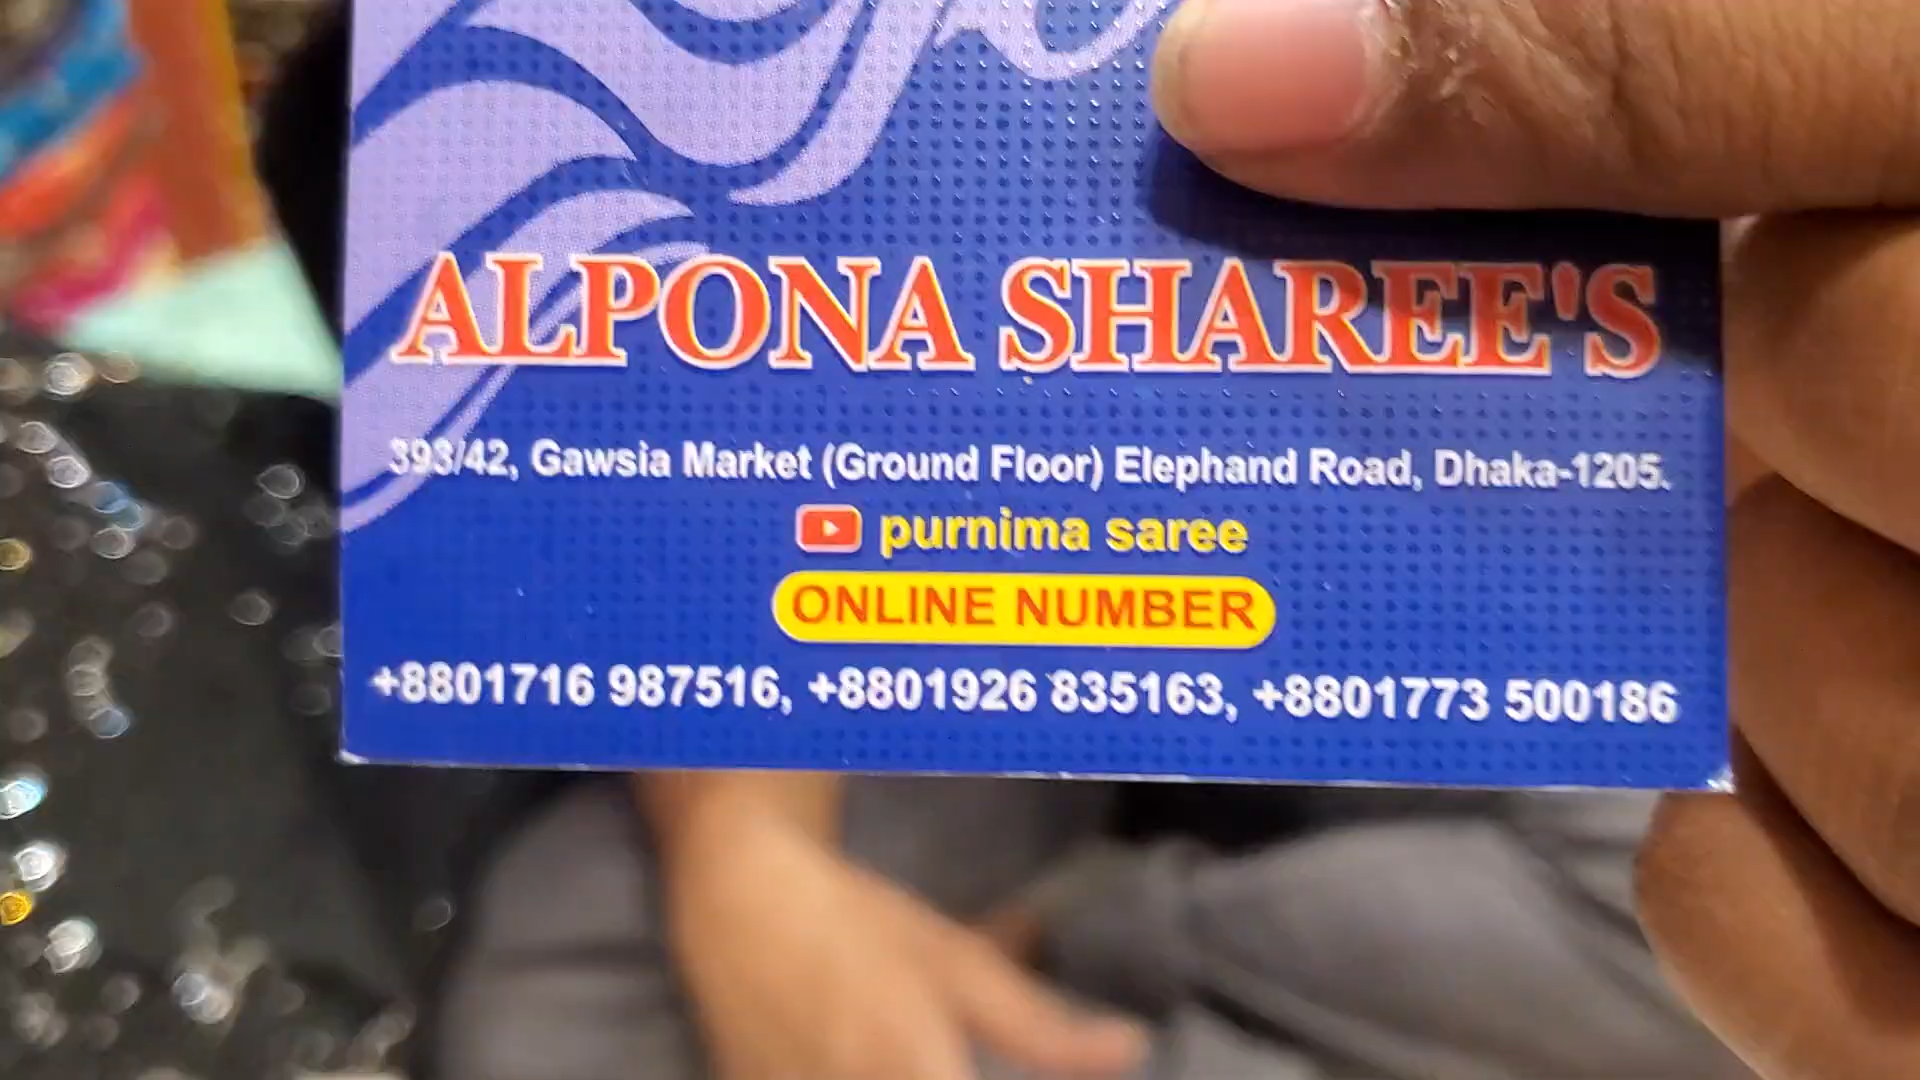 ALPONA SHAREE'S
393/42, Gawsia Market (Ground Floor) Elephand Road, Dhaka-1205.
purnima saree
ONLINE NUMBER
+8801716 987516, +8801926 835163, +8801773 500186